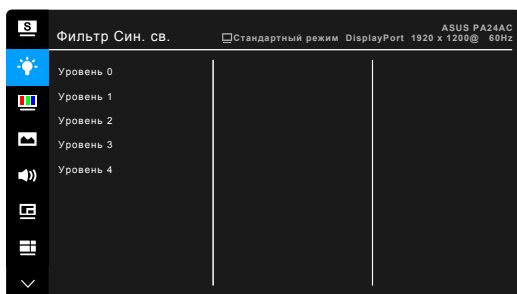 S
ASUS PA24AC
Фильтр Син. св.
Стандартный режим DisplayPort 1920 x 1200@ 60Hz
Уровень 0
Уровень 1
Уровень 2
Уровень 3
Уровень 4